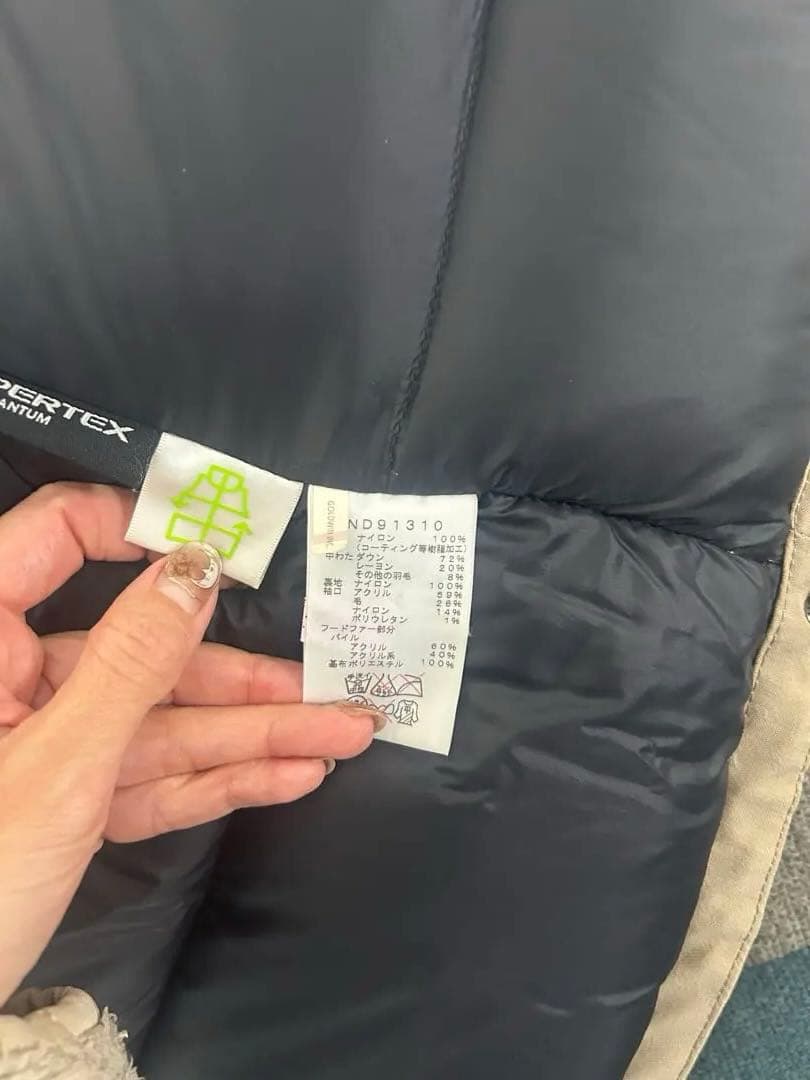 PERTEX
ANTUM
GOLDWIN INC.
ND91310
ナイロン 100%
(コーティング等樹脂加工)
中わた ダウン 72%
レーヨン 20%
その他の羽毛 8%
裏地 ナイロン 100%
袖口 アクリル 59%
毛 26%
ナイロン 14%
ポリウレタン 1%
フードファー部分
パイル
アクリル 60%
アクリル系 40%
基布 ポリエステル 100%